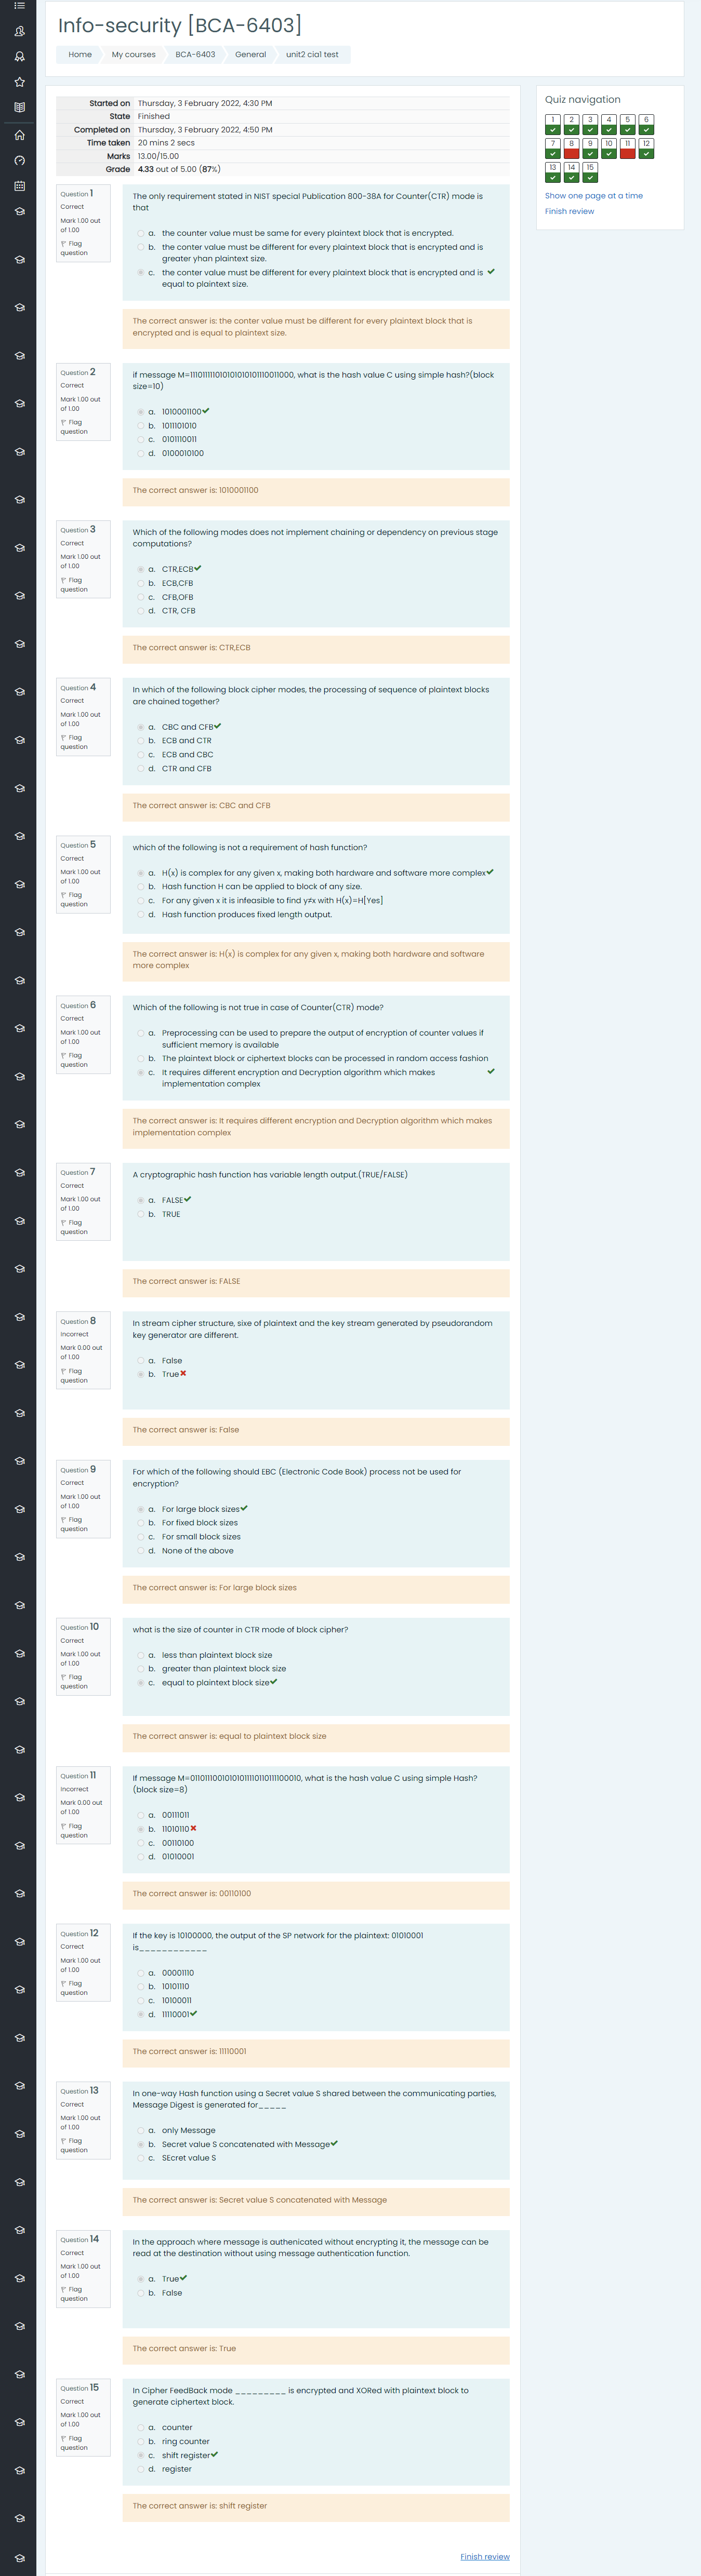 Info-security [BCA-6403]
Home My courses BCA-6403 General unit2 cia1 test
Started on Thursday, 3 February 2022, 4:30 PM
State Finished
Completed on Thursday, 3 February 2022, 4:50 PM
Time taken 20 mins 2 secs
Marks 13.00/15.00
Grade 4.33 out of 5.00 (87%)
Quiz navigation
1 2 3 4 5 6
7 8 9 10 11 12
13 14 15
Show one page at a time
Finish review
Question 1
Correct
Mark 1.00 out
of 1.00
Flag
question
The only requirement stated in NIST special Publication 800-38A for Counter(CTR) mode is
that
a. the counter value must be same for every plaintext block that is encrypted.
b. the conter value must be different for every plaintext block that is encrypted and is
greater yhan plaintext size.
c. the conter value must be different for every plaintext block that is encrypted and is
equal to plaintext size.
The correct answer is: the conter value must be different for every plaintext block that is
encrypted and is equal to plaintext size.
Question 2
Correct
Mark 1.00 out
of 1.00
Flag
question
if message M=111101111101010101010111001100​0, what is the hash value C using simple hash?(block
size=10)
a. 1010001100
b. 1011101010
c. 0101110011
d. 0100010100
The correct answer is: 1010001100
Question 3
Correct
Mark 1.00 out
of 1.00
Flag
question
Which of the following modes does not implement chaining or dependency on previous stage
computations?
a. CTR,ECB
b. ECB,CFB
c. CFB,OFB
d. CTR, CFB
The correct answer is: CTR,ECB
Question 4
Correct
Mark 1.00 out
of 1.00
Flag
question
In which of the following block cipher modes, the processing of sequence of plaintext blocks
are chained together?
a. CBC and CFB
b. ECB and CTR
c. ECB and CBC
d. CTR and CFB
The correct answer is: CBC and CFB
Question 5
Correct
Mark 1.00 out
of 1.00
Flag
question
which of the following is not a requirement of hash function?
a. H(x) is complex for any given x, making both hardware and software more complex
b. Hash function H can be applied to block of any size.
c. For any given x it is infeasible to find y≠x with H(x)=H[Yes]
d. Hash function produces fixed length output.
The correct answer is: H(x) is complex for any given x, making both hardware and software
more complex
Question 6
Correct
Mark 1.00 out
of 1.00
Flag
question
Which of the following is not true in case of Counter(CTR) mode?
a. Preprocessing can be used to prepare the output of encryption of counter values if
sufficient memory is available
b. The plaintext block or ciphertext blocks can be processed in random access fashion
c. It requires different encryption and Decryption algorithm which makes
implementation complex
The correct answer is: It requires different encryption and Decryption algorithm which makes
implementation complex
Question 7
Correct
Mark 1.00 out
of 1.00
Flag
question
A cryptographic hash function has variable length output.(TRUE/FALSE)
a. FALSE
b. TRUE
The correct answer is: FALSE
Question 8
Incorrect
Mark 0.00 out
of 1.00
Flag
question
In stream cipher structure, sixe of plaintext and the key stream generated by pseudorandom
key generator are different.
a. False
b. True
The correct answer is: False
Question 9
Correct
Mark 1.00 out
of 1.00
Flag
question
For which of the following should EBC (Electronic Code Book) process not be used for
encryption?
a. For large block sizes
b. For fixed block sizes
c. For small block sizes
d. None of the above
The correct answer is: For large block sizes
Question 10
Correct
Mark 1.00 out
of 1.00
Flag
question
what is the size of counter in CTR mode of block cipher?
a. less than plaintext block size
b. greater than plaintext block size
c. equal to plaintext block size
The correct answer is: equal to plaintext block size
Question 11
Incorrect
Mark 0.00 out
of 1.00
Flag
question
If message M=01101110010101011110110111100010, what is the hash value C using simple Hash?
(block size=8)
a. 00111011
b. 11010110
c. 00110100
d. 01010001
The correct answer is: 00110100
Question 12
Correct
Mark 1.00 out
of 1.00
Flag
question
If the key is 10100000, the output of the SP network for the plaintext: 01010001
is____________
a. 00001110
b. 10101110
c. 10100011
d. 11110001
The correct answer is: 11110001
Question 13
Correct
Mark 1.00 out
of 1.00
Flag
question
In one-way Hash function using a Secret value S shared between the communicating parties,
Message Digest is generated for_____
a. only Message
b. Secret value S concatenated with Message
c. SEcret value S
The correct answer is: Secret value S concatenated with Message
Question 14
Correct
Mark 1.00 out
of 1.00
Flag
question
In the approach where message is authenicated without encrypting it, the message can be
read at the destination without using message authentication function.
a. True
b. False
The correct answer is: True
Question 15
Correct
Mark 1.00 out
of 1.00
Flag
question
In Cipher FeedBack mode _________ is encrypted and XORed with plaintext block to
generate ciphertext block.
a. counter
b. ring counter
c. shift register
d. register
The correct answer is: shift register
Finish review